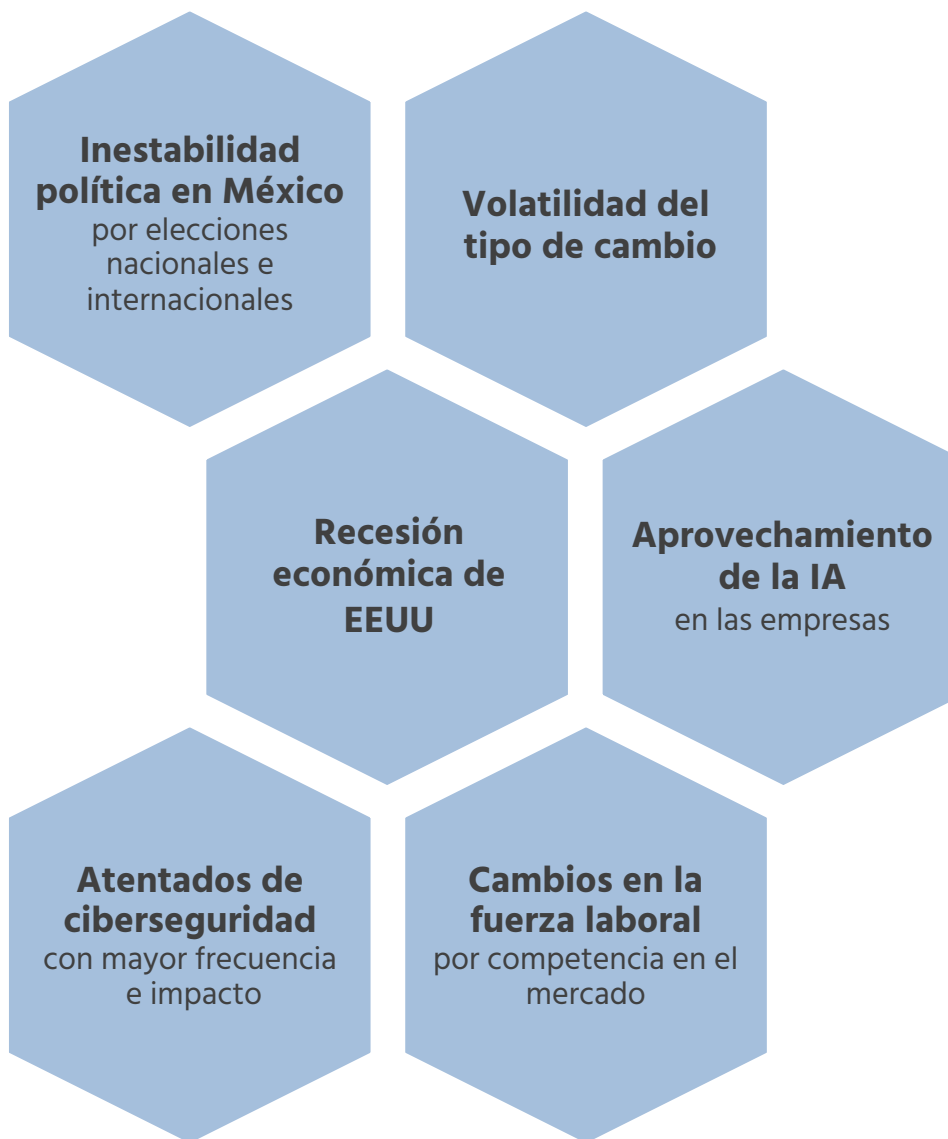 Inestabilidad
política en México
por elecciones
nacionales e
internacionales
Volatilidad del
tipo de cambio
Recesión
económica de
EEUU
Aprovechamiento
de la IA
en las empresas
Atentados de
ciberseguridad
con mayor frecuencia
e impacto
Cambios en la
fuerza laboral
por competencia en el
mercado